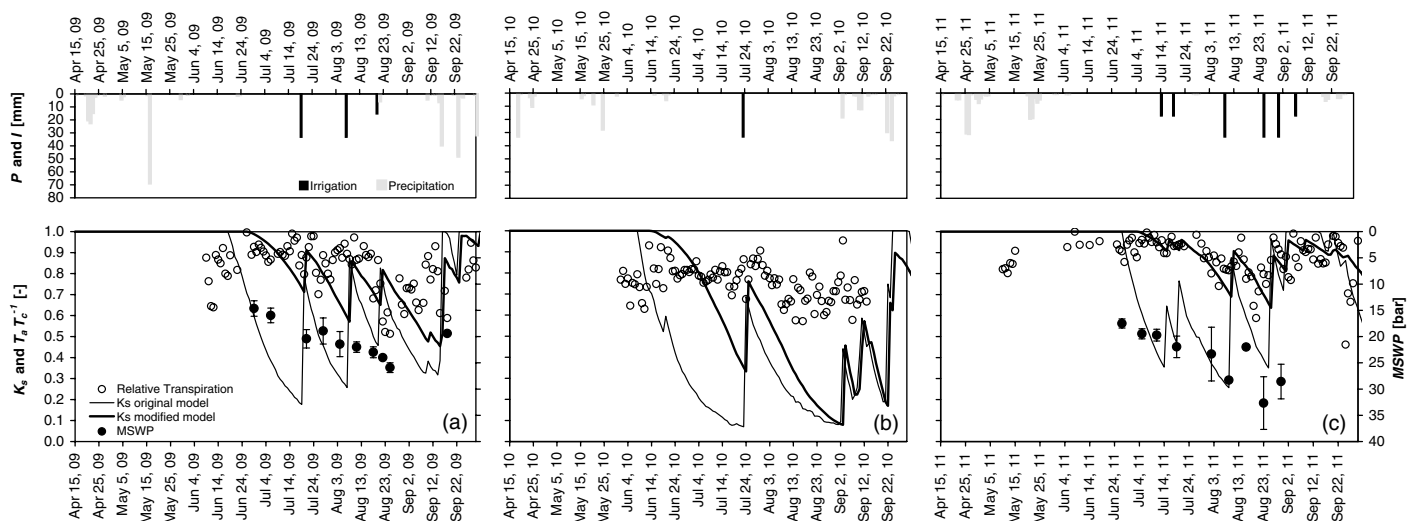 Apr 15, 09
Apr 25, 09
May 5, 09
May 15, 09
May 25, 09
Jun 4, 09
Jun 14, 09
Jun 24, 09
Jul 4, 09
Jul 14, 09
Jul 24, 09
Aug 3, 09
Aug 13, 09
Aug 23, 09
Sep 2, 09
Sep 12, 09
Sep 22, 09
Apr 15, 10
Apr 25, 10
May 5, 10
May 15, 10
May 25, 10
Jun 4, 10
Jun 14, 10
Jun 24, 10
Jul 4, 10
Jul 14, 10
Jul 24, 10
Aug 3, 10
Aug 13, 10
Aug 23, 10
Sep 2, 10
Sep 12, 10
Sep 22, 10
Apr 15, 11
Apr 25, 11
May 5, 11
May 15, 11
May 25, 11
Jun 4, 11
Jun 14, 11
Jun 24, 11
Jul 4, 11
Jul 14, 11
Jul 24, 11
Aug 3, 11
Aug 13, 11
Aug 23, 11
Sep 2, 11
Sep 12, 11
Sep 22, 11
P and I [mm]
0
10
20
30
40
50
60
70
80
Irrigation
Precipitation
Ks and Ta Tc⁻¹ [-]
1.0
0.9
0.8
0.7
0.6
0.5
0.4
0.3
0.2
0.1
0.0
Relative Transpiration
Ks original model
Ks modified model
MSWP
(a)
(b)
(c)
0
5
10
15
20
25
30
35
40
MSWP [bar]
Apr 15, 09
Apr 25, 09
May 5, 09
May 15, 09
May 25, 09
Jun 4, 09
Jun 14, 09
Jun 24, 09
Jul 4, 09
Jul 14, 09
Jul 24, 09
Aug 3, 09
Aug 13, 09
Aug 23, 09
Sep 2, 09
Sep 12, 09
Sep 22, 09
Apr 15, 10
Apr 25, 10
May 5, 10
May 15, 10
May 25, 10
Jun 4, 10
Jun 14, 10
Jun 24, 10
Jul 4, 10
Jul 14, 10
Jul 24, 10
Aug 3, 10
Aug 13, 10
Aug 23, 10
Sep 2, 10
Sep 12, 10
Sep 22, 10
Apr 15, 11
Apr 25, 11
May 5, 11
May 15, 11
May 25, 11
Jun 4, 11
Jun 14, 11
Jun 24, 11
Jul 4, 11
Jul 14, 11
Jul 24, 11
Aug 3, 11
Aug 13, 11
Aug 23, 11
Sep 2, 11
Sep 12, 11
Sep 22, 11